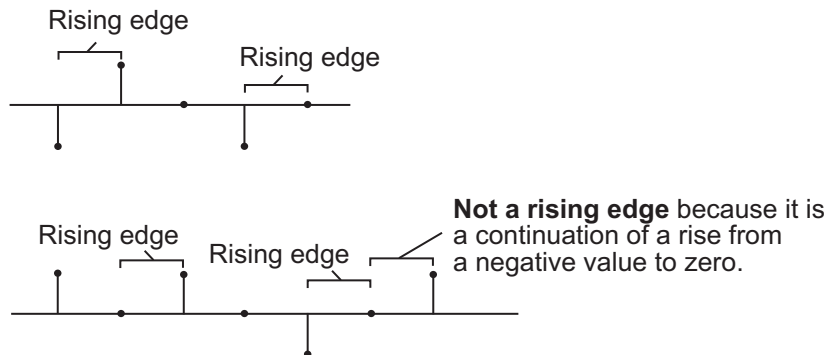 Rising edge
Rising edge
Not a rising edge because it is
a continuation of a rise from
a negative value to zero.
Rising edge
Rising edge